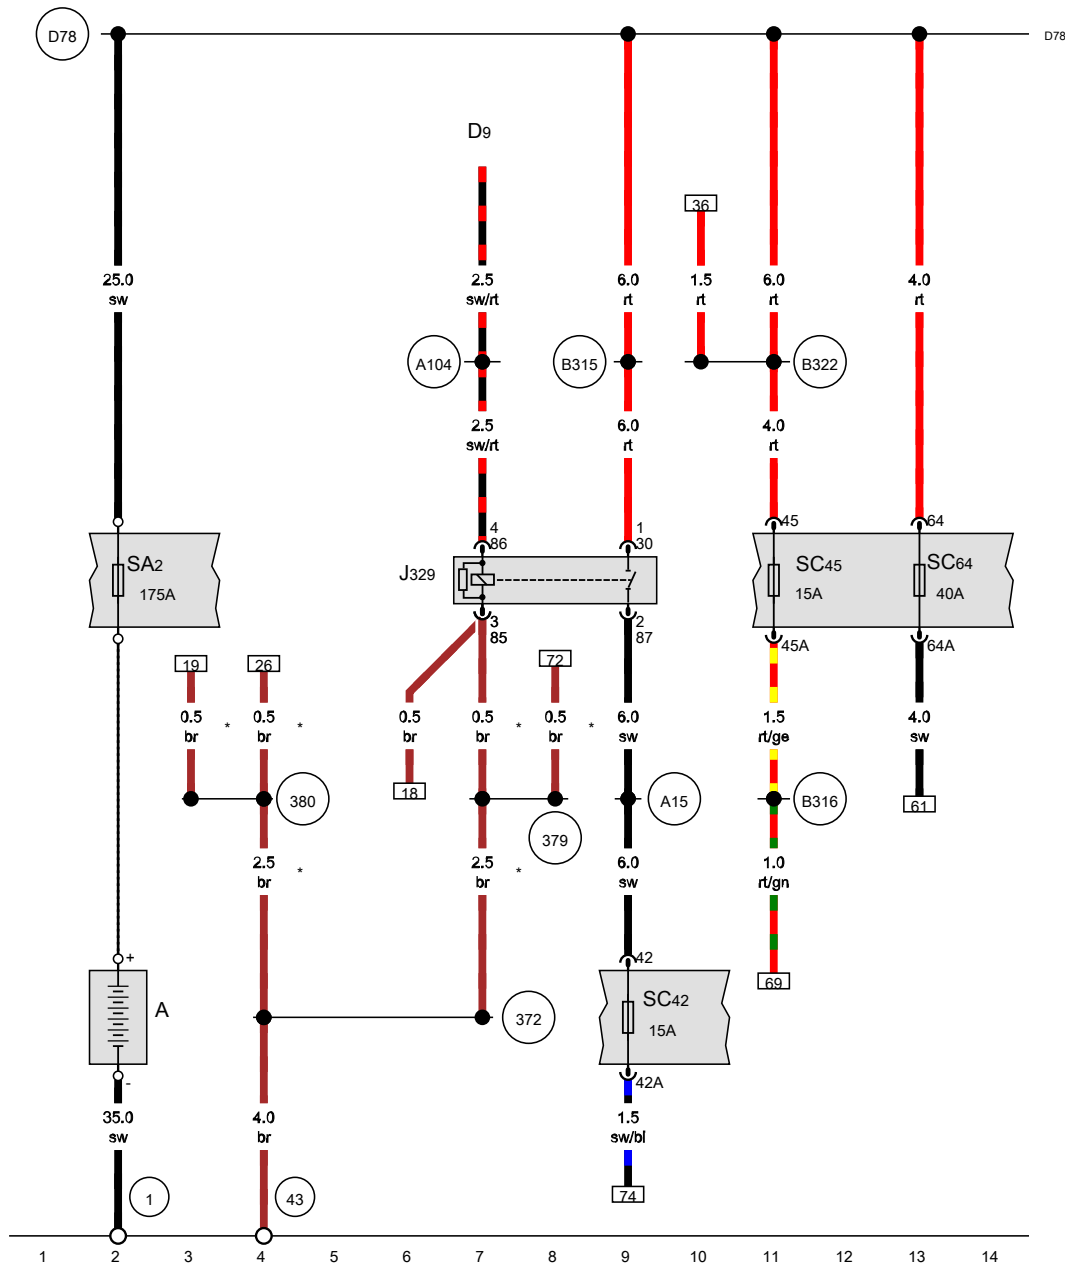 D78
D78
D9
36
25.0
sw
2.5
sw/rt
6.0
rt
1.5
rt
6.0
rt
4.0
rt
A104
B315
B322
2.5
sw/rt
6.0
rt
4.0
rt
4
86
1
30
45
64
SA2
175A
J329
SC45
15A
SC64
40A
3
85
2
87
45A
64A
19
26
72
0.5
br
*
0.5
br
*
0.5
br
0.5
br
*
0.5
br
*
6.0
sw
1.5
rt/ge
4.0
sw
18
61
380
379
A15
B316
2.5
br
*
2.5
br
*
6.0
sw
1.0
rt/gn
+
42
69
A
372
SC42
15A
-
42A
35.0
sw
4.0
br
1.5
sw/bl
1
43
74
1 2 3 4 5 6 7 8 9 10 11 12 13 14